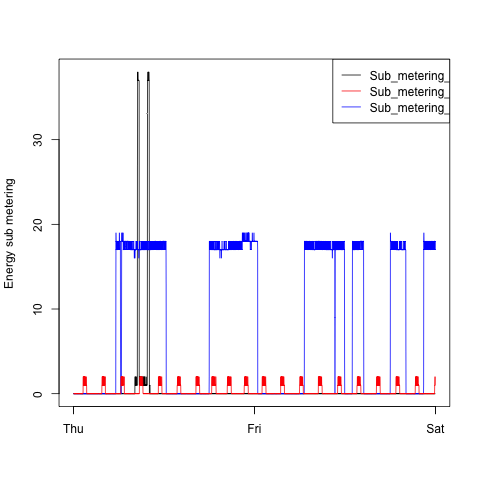 Sub_metering_
Sub_metering_
Sub_metering_
Energy sub metering
30
20
10
0
Thu Fri Sat